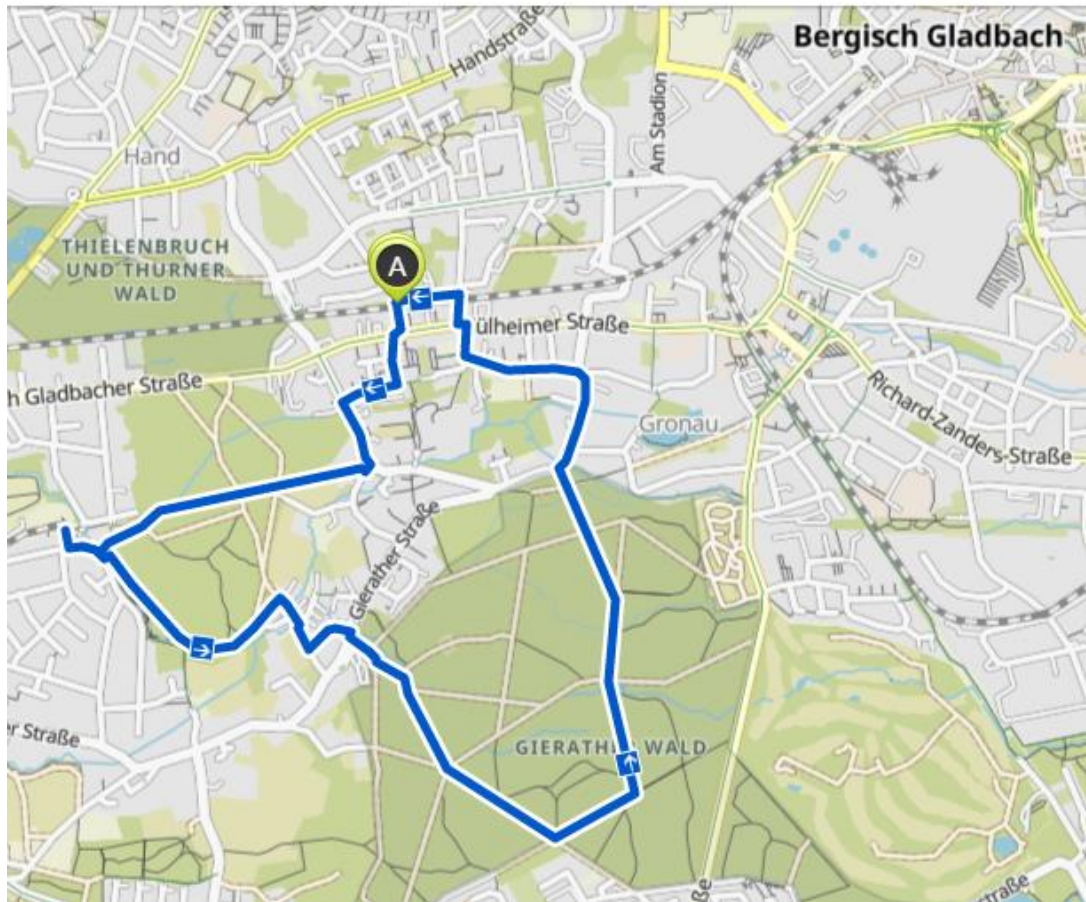 Bergisch Gladbach
Handstraße
Am Stadion
Hand
THIELENBRUCH
UND THURNER
WALD
A
ülheimer Straße
h Gladbacher Straße
Richard-Zanders-Straße
Gronau
Gierather Straße
er Straße
GIERATHER WALD
ße
straße